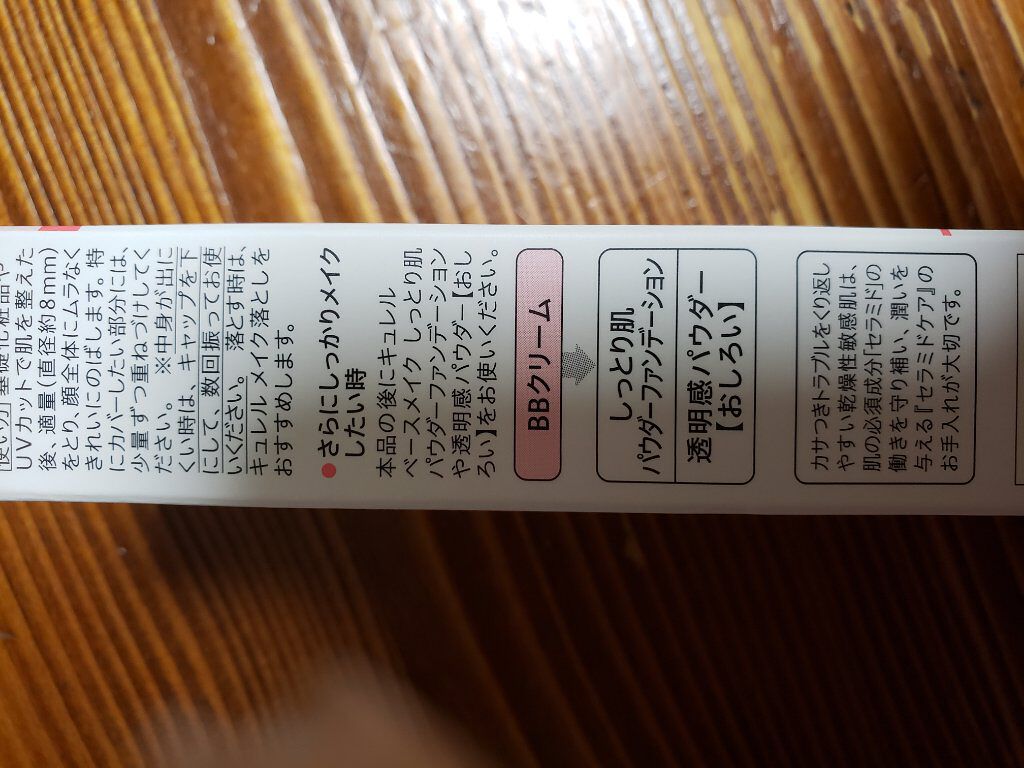 使い方 基礎化粧品や
UVカットで肌を整えた
後、適量(直径約8mm)
をとり、顔全体にムラなく
きれいにのばします。特
にカバーしたい部分には、
少量ずつ重ねづけしてく
ださい。 ※中身が出に
くい時は、キャップを下
にして、数回振ってお使
いください。 落とす時は、
キュレル メイク落としを
おすすめします。
●さらにしっかりメイク
したい時
本品の後にキュレル
ベースメイク しっとり肌
パウダーファンデーション
や透明感パウダー【おし
ろい】をお使いください。
BBクリーム
しっとり肌
パウダーファンデーション
透明感パウダー
【おしろい】
カサつきトラブルをくり返し
やすい乾燥性敏感肌は、
肌の必須成分「セラミド」の
働きを守り補い、潤いを
与える『セラミドケア』の
お手入れが大切です。